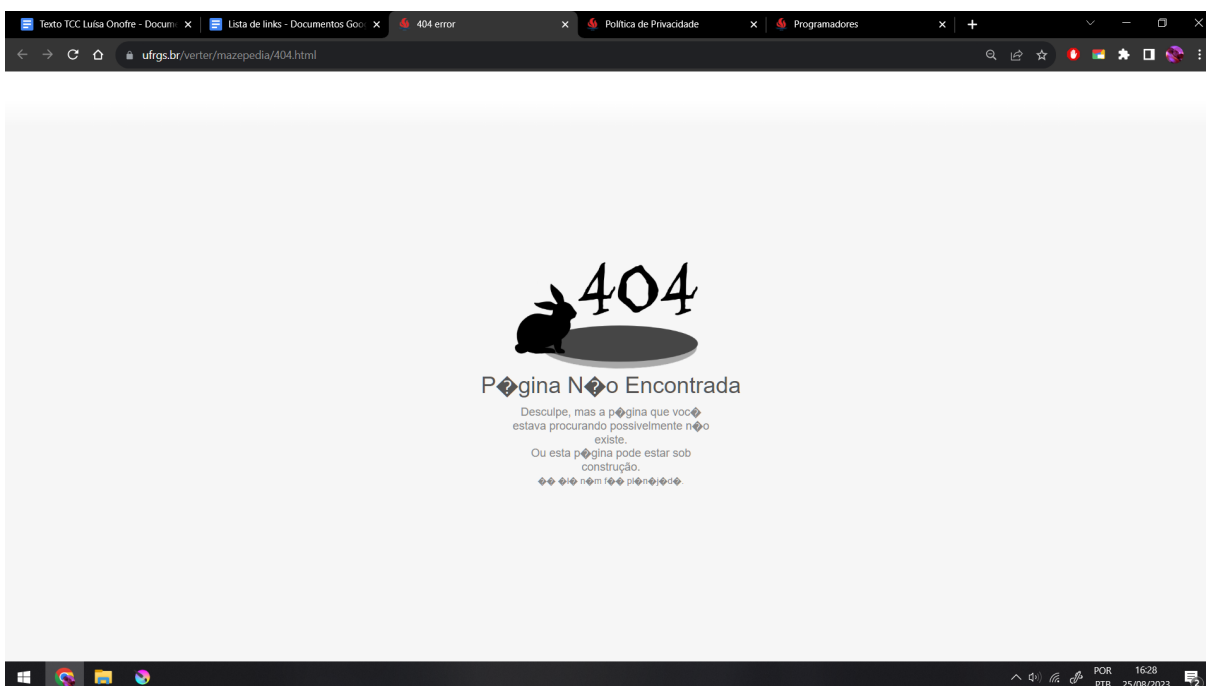 Texto TCC Luísa Onofre - Docum
Lista de links - Documentos Goo
404 error
Política de Privacidade
Programadores
ufrgs.br/verter/mazepedia/404.html
404
P�gina N�o Encontrada
Desculpe, mas a p�gina que voc�
estava procurando possivelmente n�o
existe.
Ou esta p�gina pode estar sob
construção.
�� �l� n�m f�� pl�n�j�d�.
POR
16:28
PTB
25/08/2023
2